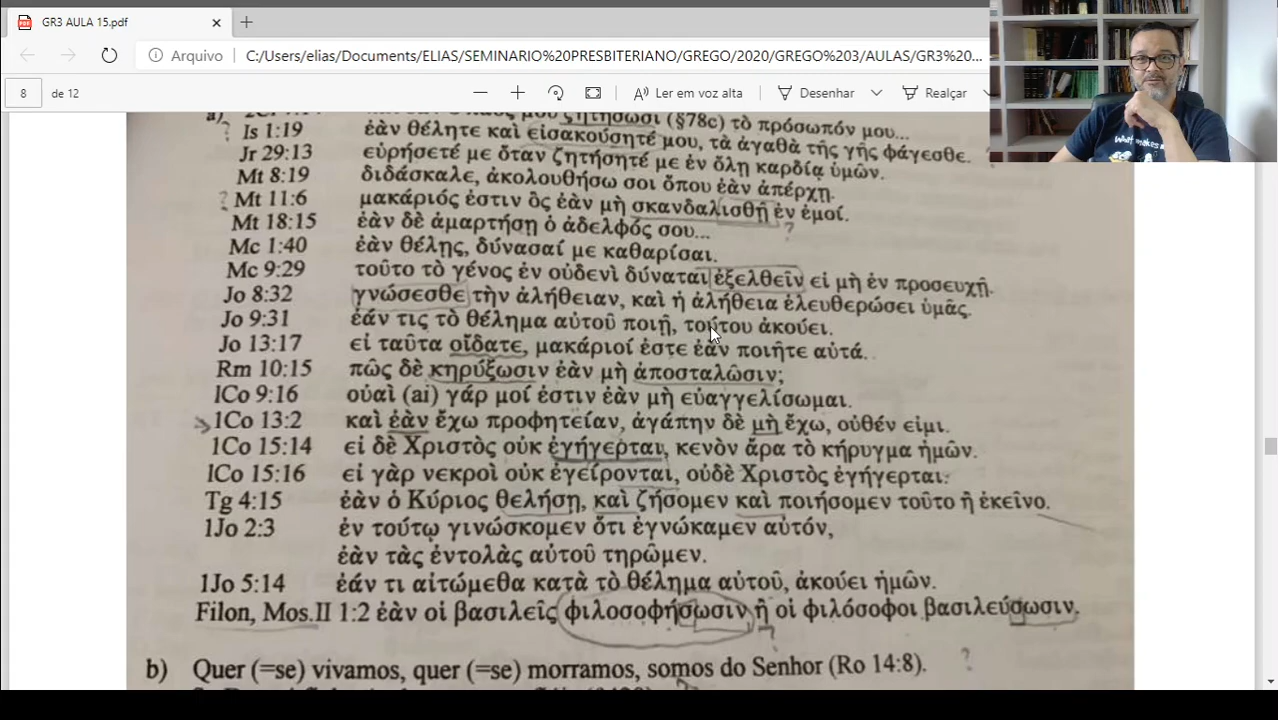 GR3 AULA 15.pdf
Arquivo C:/Users/elias/Documents/ELIAS/SEMINARIO%20PRESBITERIANO/GREGO/2020/GREGO%203/AULAS/GR3%20...
8 de 12 Ler em voz alta Desenhar Realçar
a) μου ζητήσωσι (§78c) τὸ πρόσωπόν μου...
? Is 1:19 ἐὰν θέλητε καὶ εἰσακούσητέ μου, τὰ ἀγαθὰ τῆς γῆς φάγεσθε.
Jr 29:13 εὑρήσετέ με ὅταν ζητήσητέ με ἐν ὅλῃ καρδίᾳ ὑμῶν.
Mt 8:19 διδάσκαλε, ἀκολουθήσω σοι ὅπου ἐὰν ἀπέρχῃ.
? Mt 11:6 μακάριός ἐστιν ὃς ἐὰν μὴ σκανδαλισθῇ ἐν ἐμοί.
Mt 18:15 ἐὰν δὲ ἁμαρτήσῃ ὁ ἀδελφός σου... ?
Mc 1:40 ἐὰν θέλῃς, δύνασαί με καθαρίσαι.
Mc 9:29 τοῦτο τὸ γένος ἐν οὐδενὶ δύναται ἐξελθεῖν εἰ μὴ ἐν προσευχῇ.
Jo 8:32 γνώσεσθε τὴν ἀλήθειαν, καὶ ἡ ἀλήθεια ἐλευθερώσει ὑμᾶς.
Jo 9:31 ἐάν τις τὸ θέλημα αὐτοῦ ποιῇ, τούτου ἀκούει.
Jo 13:17 εἰ ταῦτα οἴδατε, μακάριοί ἐστε ἐὰν ποιῆτε αὐτά.
Rm 10:15 πῶς δὲ κηρύξωσιν ἐὰν μὴ ἀποσταλῶσιν;
lCo 9:16 οὐαὶ (ai) γάρ μοί ἐστιν ἐὰν μὴ εὐαγγελίσωμαι.
1Co 13:2 καὶ ἐὰν ἔχω προφητείαν, ἀγάπην δὲ μὴ ἔχω, οὐθέν εἰμι.
1Co 15:14 εἰ δὲ Χριστὸς οὐκ ἐγήγερται, κενὸν ἄρα τὸ κήρυγμα ἡμῶν.
lCo 15:16 εἰ γὰρ νεκροὶ οὐκ ἐγείρονται, οὐδὲ Χριστὸς ἐγήγερται.
Tg 4:15 ἐὰν ὁ Κύριος θελήσῃ, καὶ ζήσομεν καὶ ποιήσομεν τοῦτο ἢ ἐκεῖνο.
1Jo 2:3 ἐν τούτῳ γινώσκομεν ὅτι ἐγνώκαμεν αὐτόν,
ἐὰν τὰς ἐντολὰς αὐτοῦ τηρῶμεν.
1Jo 5:14 ἐάν τι αἰτώμεθα κατὰ τὸ θέλημα αὐτοῦ, ἀκούει ἡμῶν.
Filon, Mos.II 1:2 ἐὰν οἱ βασιλεῖς φιλοσοφήσωσιν ἢ οἱ φιλόσοφοι βασιλεύσωσιν.
b) Quer (=se) vivamos, quer (=se) morramos, somos do Senhor (Ro 14:8). ?